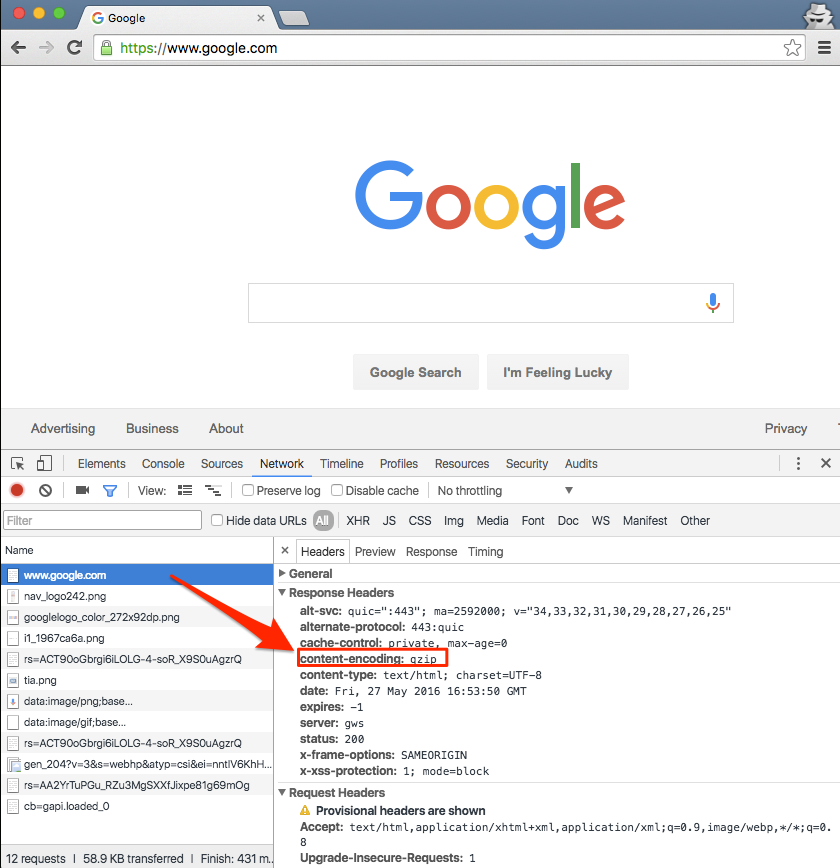 Google
https://www.google.com
Google
Google Search
I'm Feeling Lucky
Advertising Business About Privacy
Elements Console Sources Network Timeline Profiles Resources Security Audits
View: Preserve log Disable cache No throttling
Filter Hide data URLs All XHR JS CSS Img Media Font Doc WS Manifest Other
Name
www.google.com
nav_logo242.png
googlelogo_color_272x92dp.png
i1_1967ca6a.png
rs=ACT90oGbrgi6iLOLG-4-soR_X9S0uAgzrQ
tia.png
data:image/png;base...
data:image/gif;base...
rs=ACT90oGbrgi6iLOLG-4-soR_X9S0uAgzrQ
gen_204?v=3&s=webhp&atyp=csi&ei=nntIV6KhH...
rs=AA2YrTuPGu_RZu3MgSXXfJixpe81g69mOg
cb=gapi.loaded_0
12 requests | 58.9 KB transferred | Finish: 431 m...
Headers Preview Response Timing
General
Response Headers
alt-svc: quic=":443"; ma=2592000; v="34,33,32,31,30,29,28,27,26,25"
alternate-protocol: 443:quic
cache-control: private, max-age=0
content-encoding: gzip
content-type: text/html; charset=UTF-8
date: Fri, 27 May 2016 16:53:50 GMT
expires: -1
server: gws
status: 200
x-frame-options: SAMEORIGIN
x-xss-protection: 1; mode=block
Request Headers
Provisional headers are shown
Accept: text/html,application/xhtml+xml,application/xml;q=0.9,image/webp,*/*;q=0.
8
Upgrade-Insecure-Requests: 1